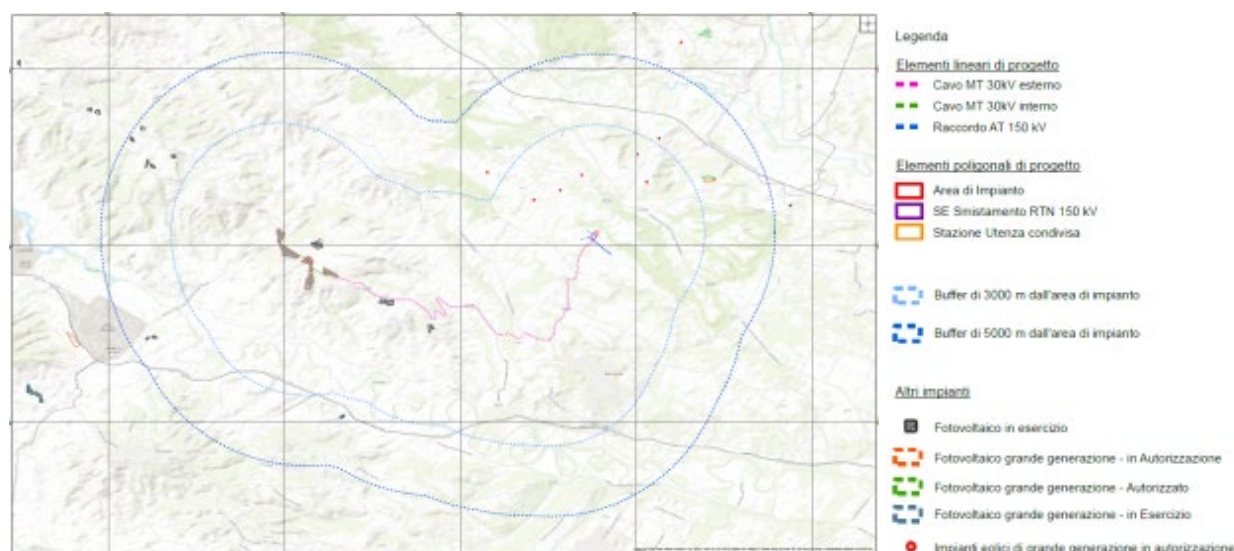 Legenda
Elementi lineari di progetto
Cavo MT 30kV esterno
Cavo MT 30kV interno
Raccordo AT 150 kV
Elementi poligonali di progetto
Area di Impianto
SE Smistamento RTN 150 kV
Stazione Utenza condivisa
Buffer di 3000 m dall'area di impianto
Buffer di 5000 m dall'area di impianto
Altri impianti
Fotovoltaico in esercizio
Fotovoltaico grande generazione - in Autorizzazione
Fotovoltaico grande generazione - Autorizzato
Fotovoltaico grande generazione - in Esercizio
Impianti eolici di grande generazione in autorizzazione